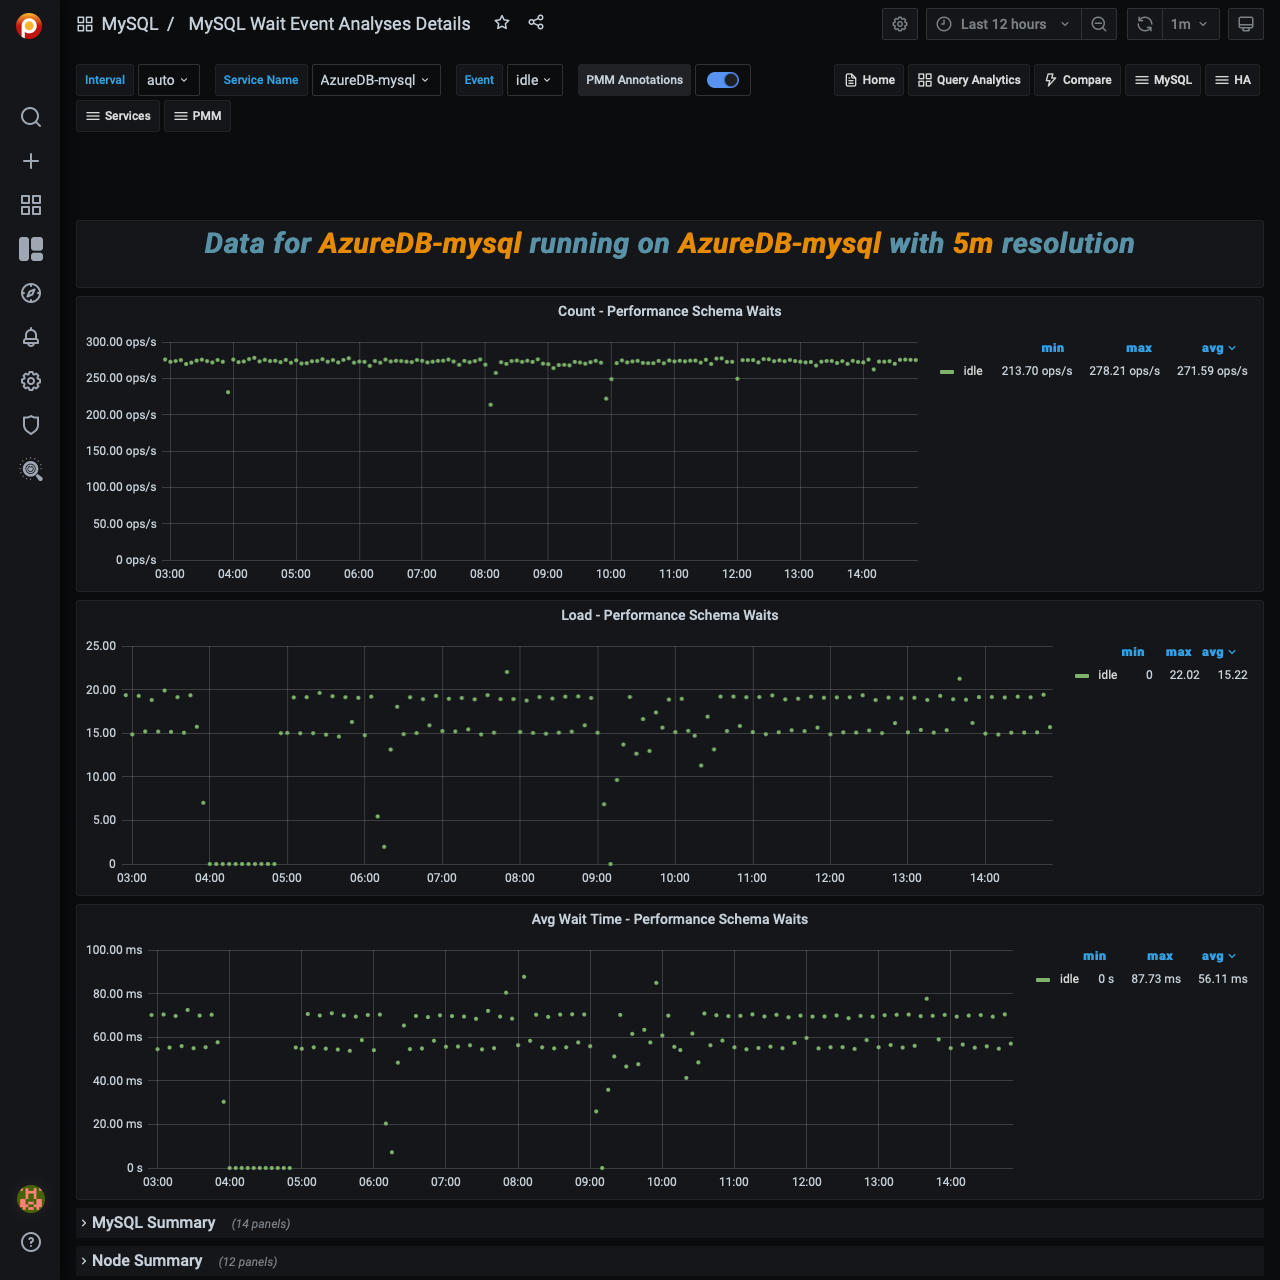 MySQL / MySQL Wait Event Analyses Details
Last 12 hours 1m
Interval auto Service Name AzureDB-mysql Event idle PMM Annotations Home Query Analytics Compare MySQL HA
Services PMM
Data for AzureDB-mysql running on AzureDB-mysql with 5m resolution
Count - Performance Schema Waits
300.00 ops/s
250.00 ops/s
200.00 ops/s
150.00 ops/s
100.00 ops/s
50.00 ops/s
0 ops/s
03:00 04:00 05:00 06:00 07:00 08:00 09:00 10:00 11:00 12:00 13:00 14:00
min max avg
idle 213.70 ops/s 278.21 ops/s 271.59 ops/s
Load - Performance Schema Waits
25.00
20.00
15.00
10.00
5.00
0
03:00 04:00 05:00 06:00 07:00 08:00 09:00 10:00 11:00 12:00 13:00 14:00
min max avg
idle 0 22.02 15.22
Avg Wait Time - Performance Schema Waits
100.00 ms
80.00 ms
60.00 ms
40.00 ms
20.00 ms
0 s
03:00 04:00 05:00 06:00 07:00 08:00 09:00 10:00 11:00 12:00 13:00 14:00
min max avg
idle 0 s 87.73 ms 56.11 ms
MySQL Summary (14 panels)
Node Summary (12 panels)